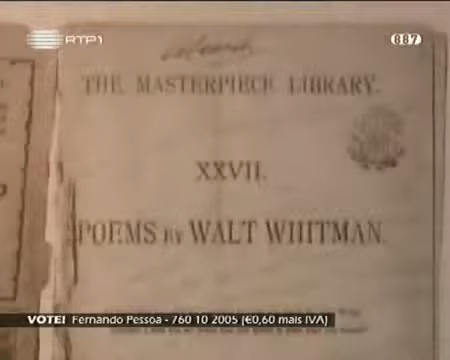 RTP1
887
THE MASTERPIECE LIBRARY.
XXVII.
POEMS BY WALT WHITMAN.
VOTE! Fernando Pessoa - 760 10 2005 (€0,60 mais IVA)